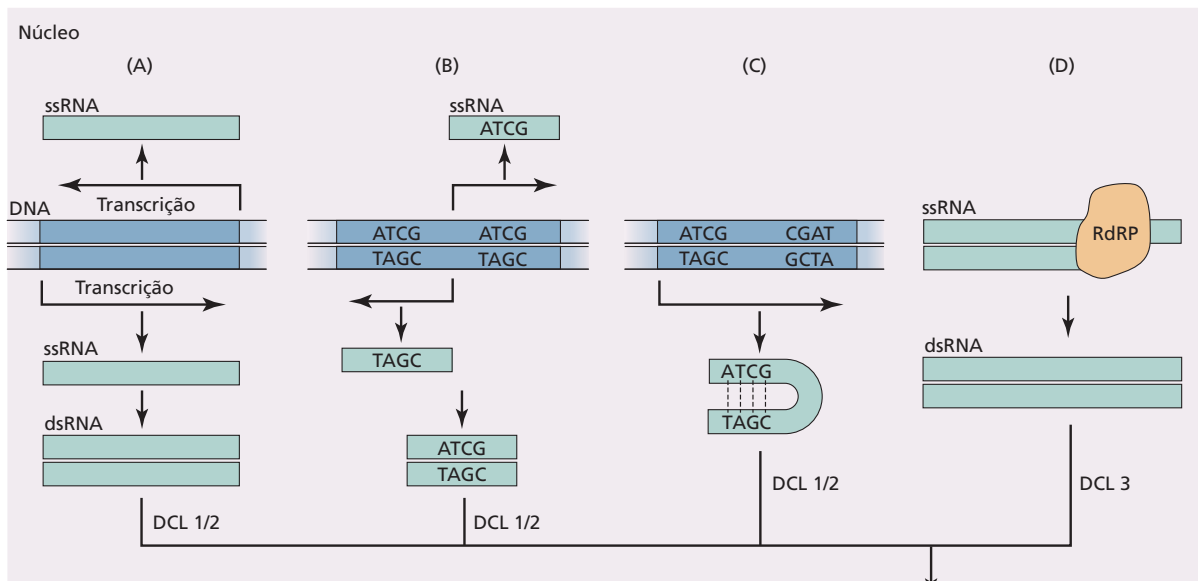 Núcleo
(A) (B) (C) (D)
ssRNA
Transcrição
DNA
Transcrição
ssRNA
dsRNA
DCL 1/2
ssRNA
ATCG
ATCG ATCG
TAGC TAGC
TAGC
ATCG
TAGC
DCL 1/2
ATCG CGAT
TAGC GCTA
ATCG
TAGC
DCL 1/2
ssRNA
RdRP
dsRNA
DCL 3